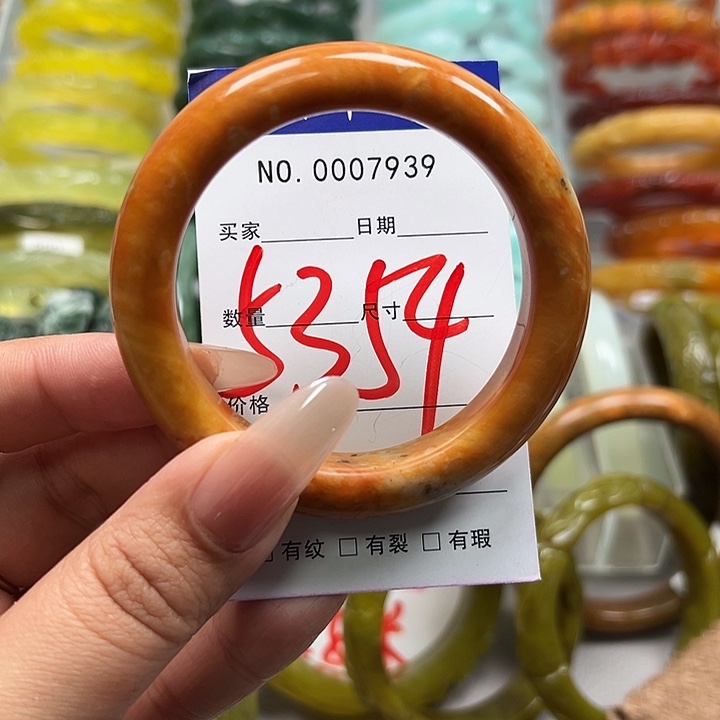 NO. 0007939
买家 日期
5354
数量 尺寸
价格
□ 有纹 □ 有裂 □ 有瑕